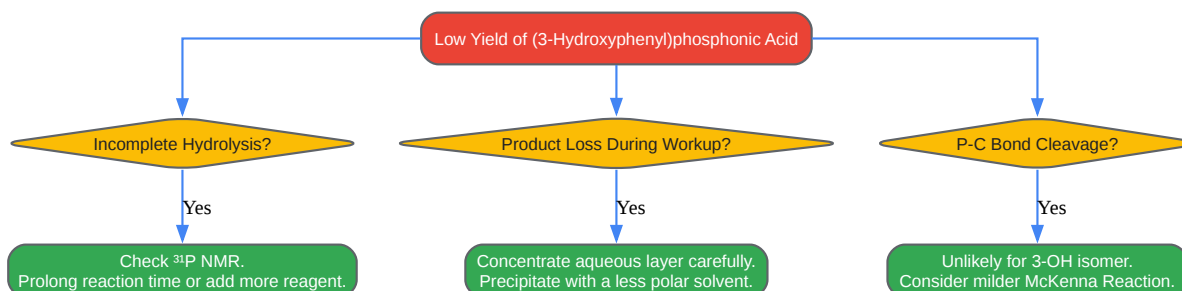 Low Yield of (3-Hydroxyphenyl)phosphonic Acid
Incomplete Hydrolysis?
Product Loss During Workup?
P-C Bond Cleavage?
Yes
Yes
Yes
Check ³¹P NMR.
Prolong reaction time or add more reagent.
Concentrate aqueous layer carefully.
Precipitate with a less polar solvent.
Unlikely for 3-OH isomer.
Consider milder McKenna Reaction.